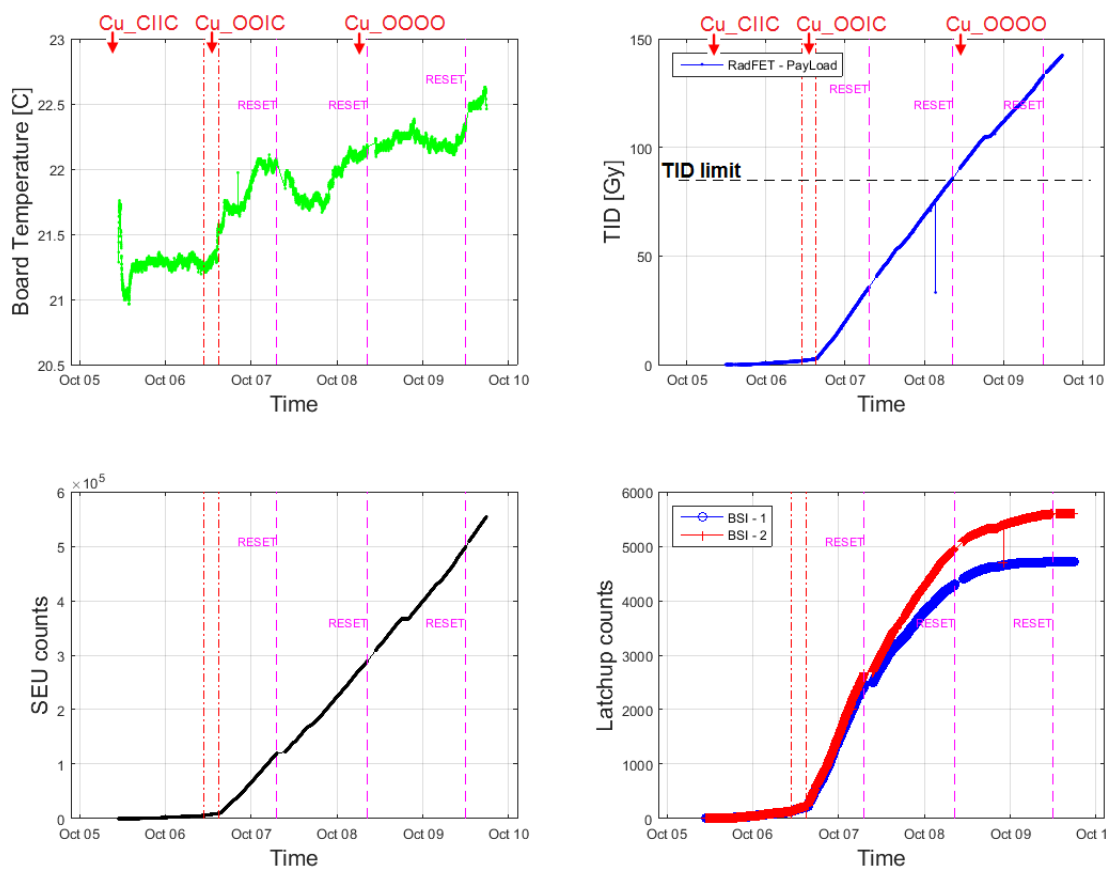 Cu_CIIC Cu_OOIC Cu_OOOO
23
22.5
22
21.5
21
20.5
Board Temperature [C]
RESET
RESET
RESET
Oct 05 Oct 06 Oct 07 Oct 08 Oct 09 Oct 10
Time
Cu_CIIC Cu_OOIC Cu_OOOO
150
100
50
0
TID [Gy]
RadFET - PayLoad
RESET
RESET
RESET
TID limit
Oct 05 Oct 06 Oct 07 Oct 08 Oct 09 Oct 10
Time
× 10^5
6
5
4
3
2
1
0
SEU counts
RESET
RESET
RESET
Oct 05 Oct 06 Oct 07 Oct 08 Oct 09 Oct 10
Time
6000
5000
4000
3000
2000
1000
0
Latchup counts
BSI - 1
BSI - 2
RESET
RESET
RESET
Oct 05 Oct 06 Oct 07 Oct 08 Oct 09 Oct 1
Time